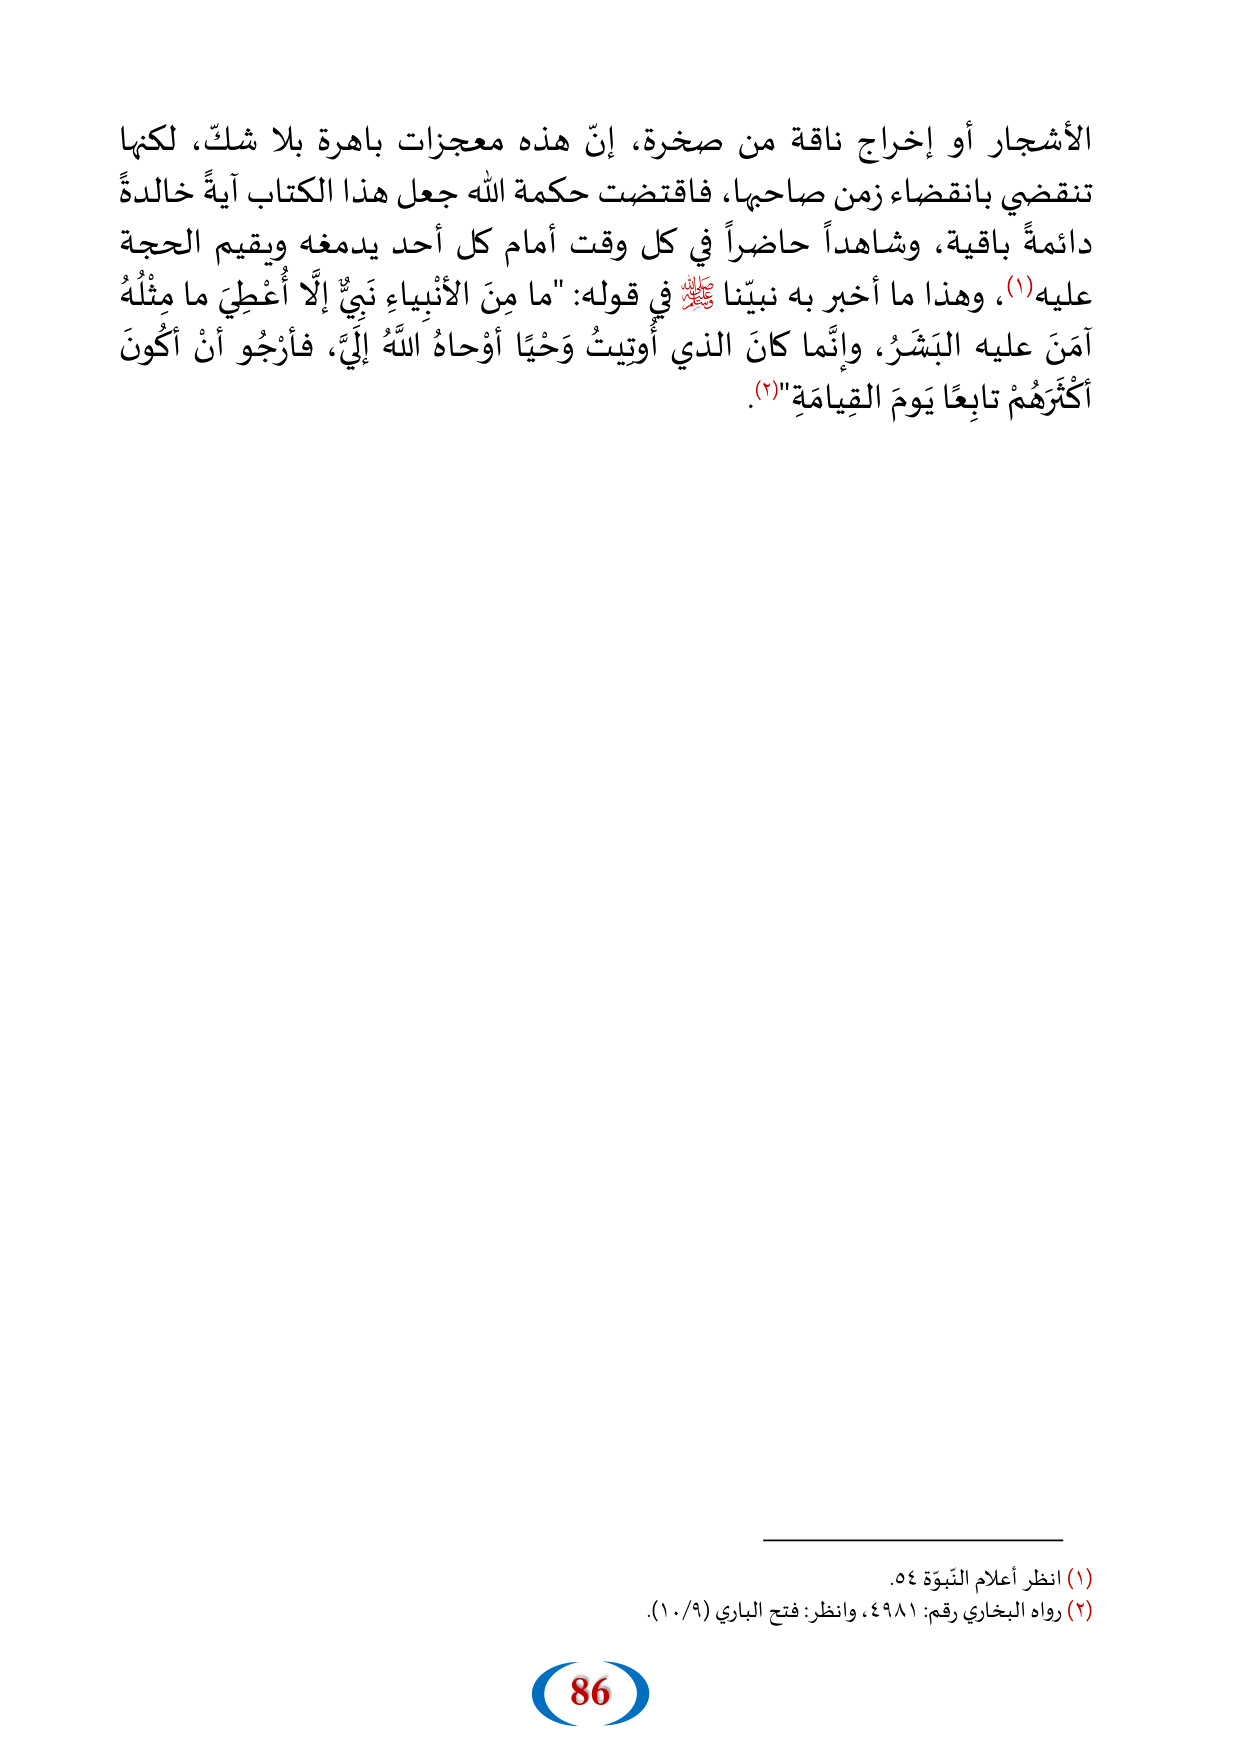 الأشجار أو إخراج ناقة من صخرة، إنّ هذه معجزات باهرة بلا شكّ، لكنها
تنقضي بانقضاء زمن صاحبها، فاقتضت حكمة الله جعل هذا الكتاب آيةً خالدةً
دائمةً باقية، وشاهداً حاضراً في كل وقت أمام كل أحد يدمغه ويقيم الحجة
عليه(١)، وهذا ما أخبر به نبيّنا ﷺ في قوله: "ما مِنَ الأنْبِياءِ نَبِيٌّ إلَّا أُعْطِيَ ما مِثْلُهُ
آمَنَ عليه البَشَرُ، وإنَّما كانَ الذي أُوتِيتُ وَحْيًا أوْحاهُ اللَّهُ إلَيَّ، فأرْجُو أنْ أكُونَ
أكْثَرَهُمْ تابِعًا يَومَ القِيامَةِ"(٢).
(١) انظر أعلام النّبوّة ٥٤.
(٢) رواه البخاري رقم: ٤٩٨١، وانظر: فتح الباري (١٠/٩).
86